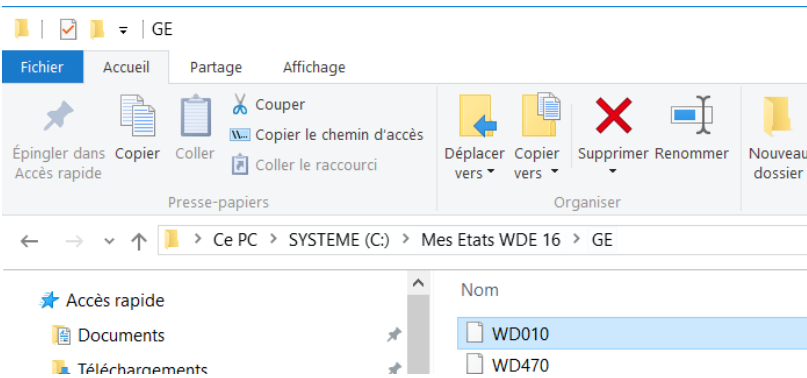 GE
Fichier Accueil Partage Affichage
Épingler dans Accès rapide
Copier
Coller
Couper
W... Copier le chemin d'accès
Coller le raccourci
Presse-papiers
Déplacer vers
Copier vers
Supprimer
Renommer
Organiser
Nouveau dossier
Ce PC > SYSTEME (C:) > Mes Etats WDE 16 > GE
Accès rapide
Documents
Téléchargements
Nom
WD010
WD470